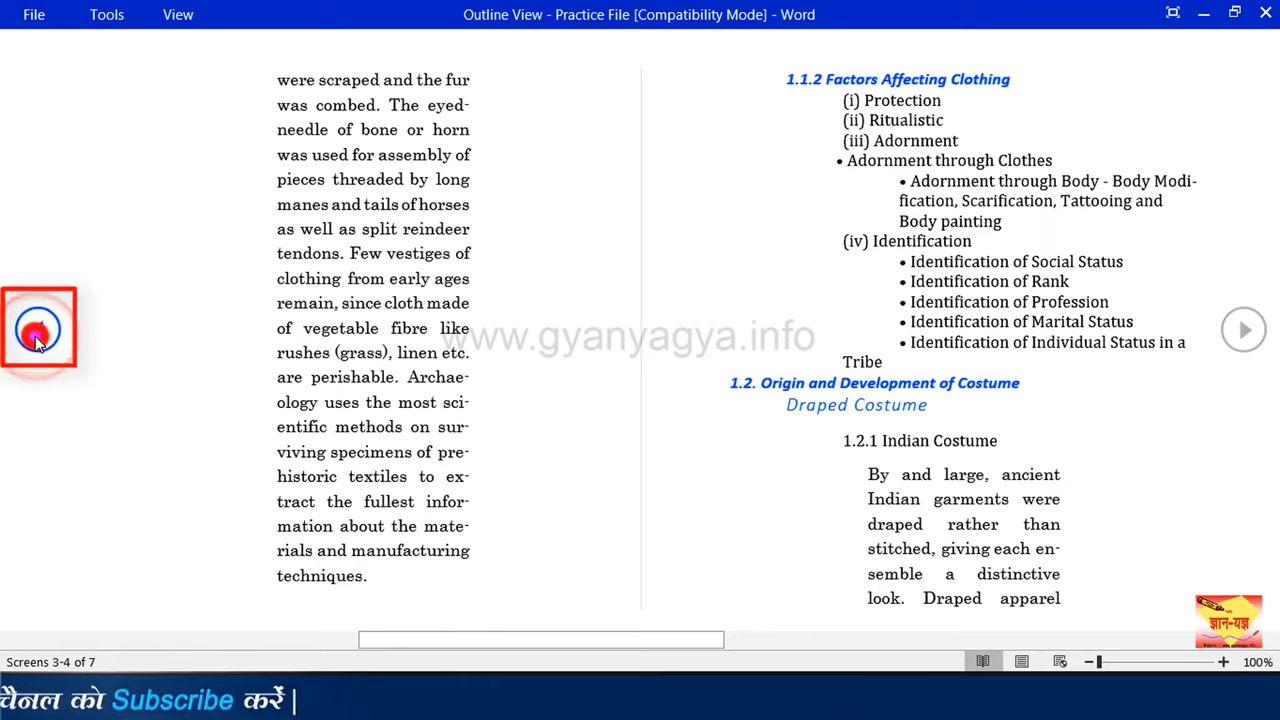 File Tools View Outline View - Practice File [Compatibility Mode] - Word
were scraped and the fur
was combed. The eyed-
needle of bone or horn
was used for assembly of
pieces threaded by long
manes and tails of horses
as well as split reindeer
tendons. Few vestiges of
clothing from early ages
remain, since cloth made
of vegetable fibre like
rushes (grass), linen etc.
are perishable. Archae-
ology uses the most sci-
entific methods on sur-
viving specimens of pre-
historic textiles to ex-
tract the fullest infor-
mation about the mate-
rials and manufacturing
techniques.
1.1.2 Factors Affecting Clothing
(i) Protection
(ii) Ritualistic
(iii) Adornment
• Adornment through Clothes
• Adornment through Body - Body Modi-
fication, Scarification, Tattooing and
Body painting
(iv) Identification
• Identification of Social Status
• Identification of Rank
• Identification of Profession
• Identification of Marital Status
• Identification of Individual Status in a
Tribe
1.2. Origin and Development of Costume
Draped Costume
1.2.1 Indian Costume
By and large, ancient
Indian garments were
draped rather than
stitched, giving each en-
semble a distinctive
look. Draped apparel
www.gyanyagya.info
ज्ञान-यज्ञ
Screens 3-4 of 7 100%
चैनल को Subscribe करें |